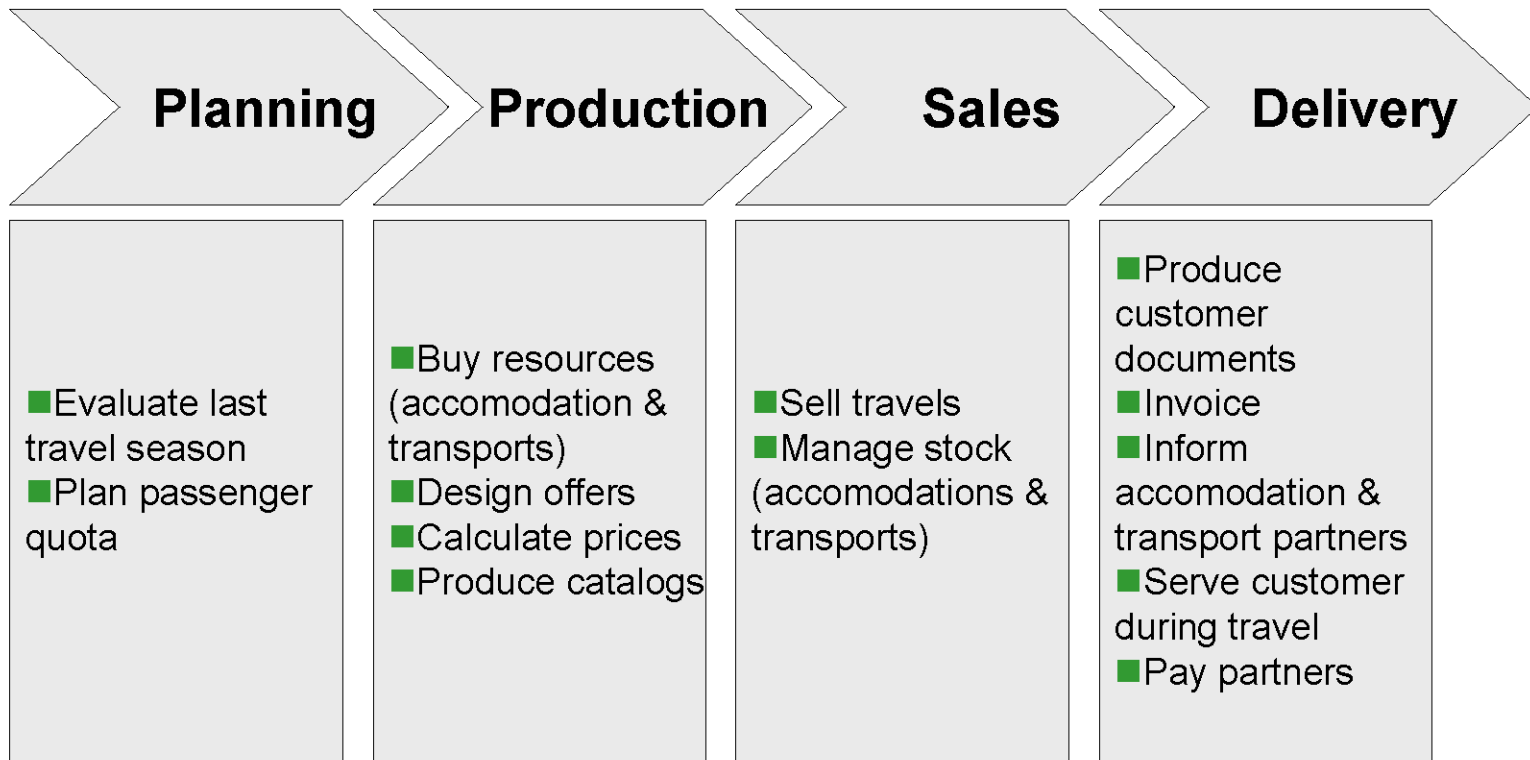 Planning
Production
Sales
Delivery
■Evaluate last
travel season
■Plan passenger
quota
■Buy resources
(accomodation &
transports)
■Design offers
■Calculate prices
■Produce catalogs
■Sell travels
■Manage stock
(accomodations &
transports)
■Produce
customer
documents
■Invoice
■Inform
accomodation &
transport partners
■Serve customer
during travel
■Pay partners